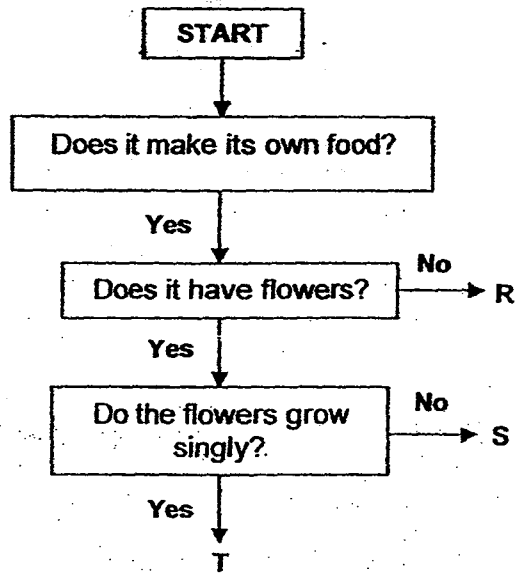 START
Does it make its own food?
Yes
Does it have flowers?
No
R
Yes
Do the flowers grow
singly?
No
S
Yes
T